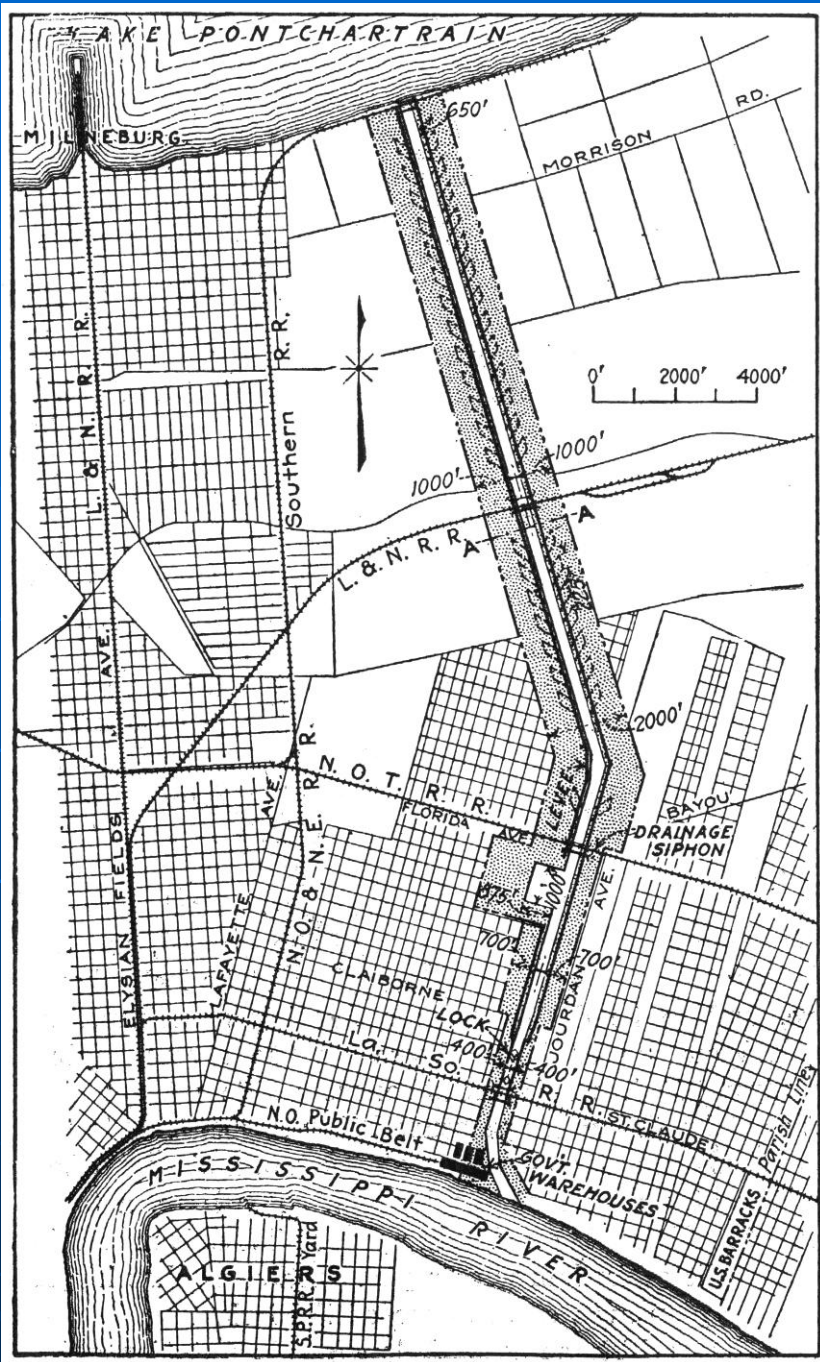 LAKE PONTCHARTRAIN
MILNEBURG
650'
MORRISON RD.
L. & N. R. R.
Southern R. R.
0' 2000' 4000'
1000'
1000'
A
A
L. & N. R. R.
AVE.
2000'
N. O. T. R. R.
FLORIDA AVE.
LEVEE
BAYOU
DRAINAGE
SIPHON
ELYSIAN FIELDS
LAFAYETTE AVE.
N. O. & N. E. R. R.
675'
1000'
700'
700'
CLAIBORNE
JOURDAN AVE.
LOCK
400'
400'
La. So. R. R.
ST. CLAUDE
Parish Line
N.O. Public Belt
GOVT.
WAREHOUSES
MISSISSIPPI RIVER
U.S. BARRACKS
ALGIERS
S.P.R.R. Yard